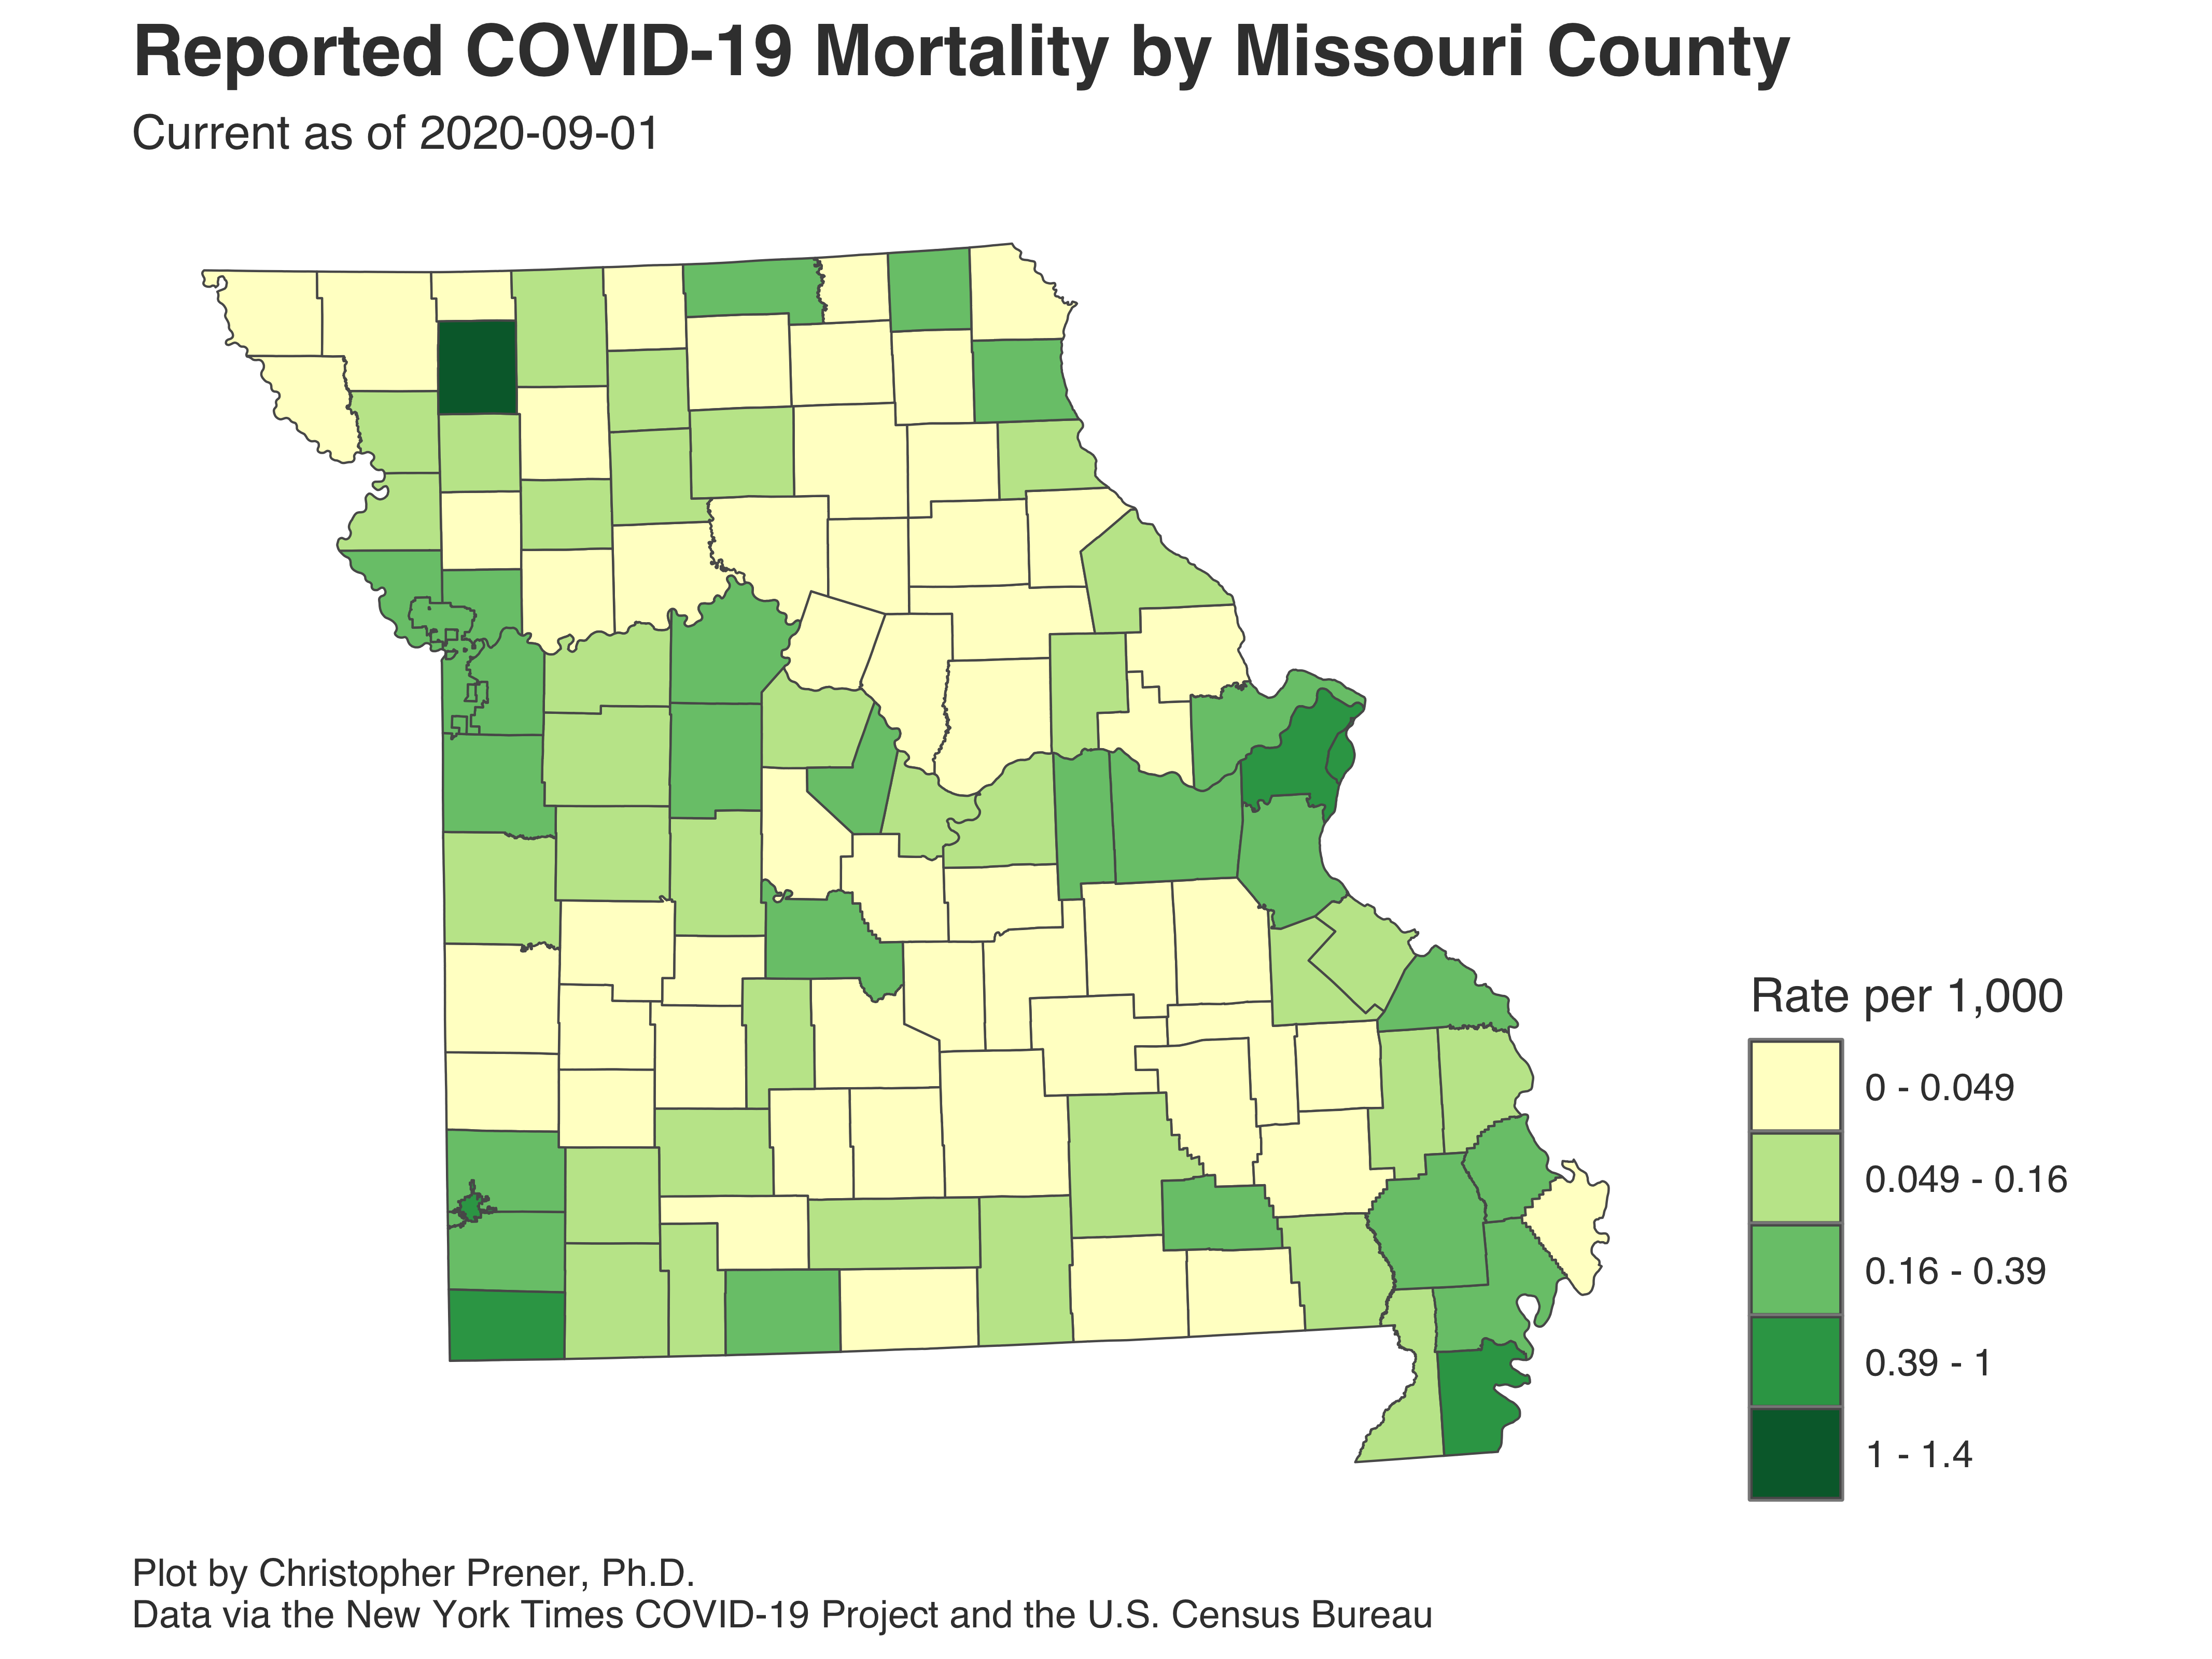 Reported COVID-19 Mortality by Missouri County
Current as of 2020-09-01
Rate per 1,000
0 - 0.049
0.049 - 0.16
0.16 - 0.39
0.39 - 1
1 - 1.4
Plot by Christopher Prener, Ph.D.
Data via the New York Times COVID-19 Project and the U.S. Census Bureau